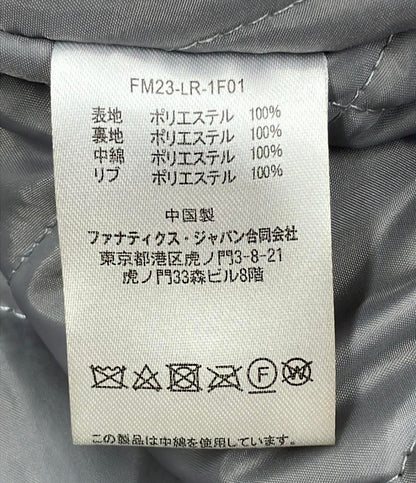 FM23-LR-1F01
表地 ポリエステル 100%
裏地 ポリエステル 100%
中綿 ポリエステル 100%
リブ ポリエステル 100%
中国製
ファナティクス・ジャパン合同会社
東京都港区虎ノ門3-8-21
虎ノ門33森ビル8階
F W
この製品は中綿を使用しています。